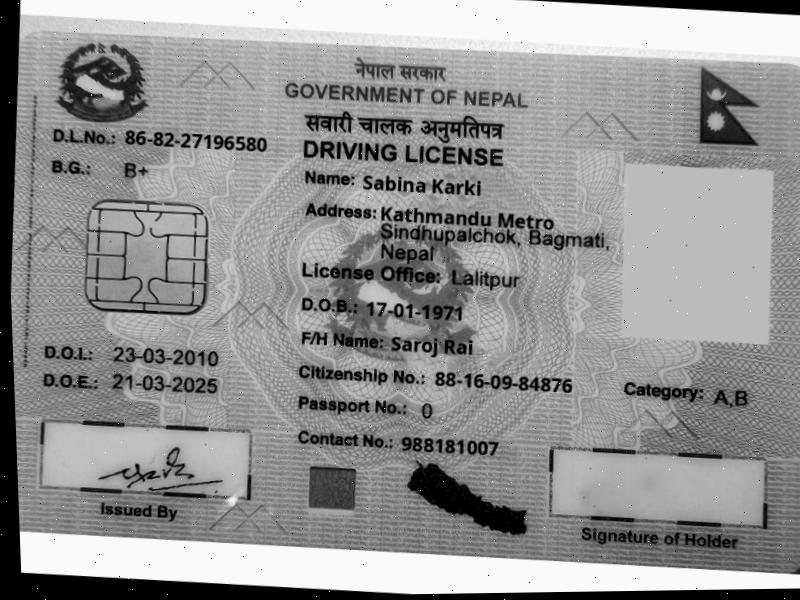 नेपाल सरकार
GOVERNMENT OF NEPAL
सवारी चालक अनुमतिपत्र
DRIVING LICENSE
D.L.No.: 86-82-27196580
B.G.: B+
Name: Sabina Karki
Address: Kathmandu Metro
Sindhupalchok, Bagmati,
Nepal
License Office: Lalitpur
D.O.B.: 17-01-1971
F/H Name: Saroj Rai
D.O.I.: 23-03-2010
D.O.E.: 21-03-2025
Citizenship No.: 88-16-09-84876
Category: A,B
Passport No.: 0
Contact No.: 988181007
Issued By
Signature of Holder